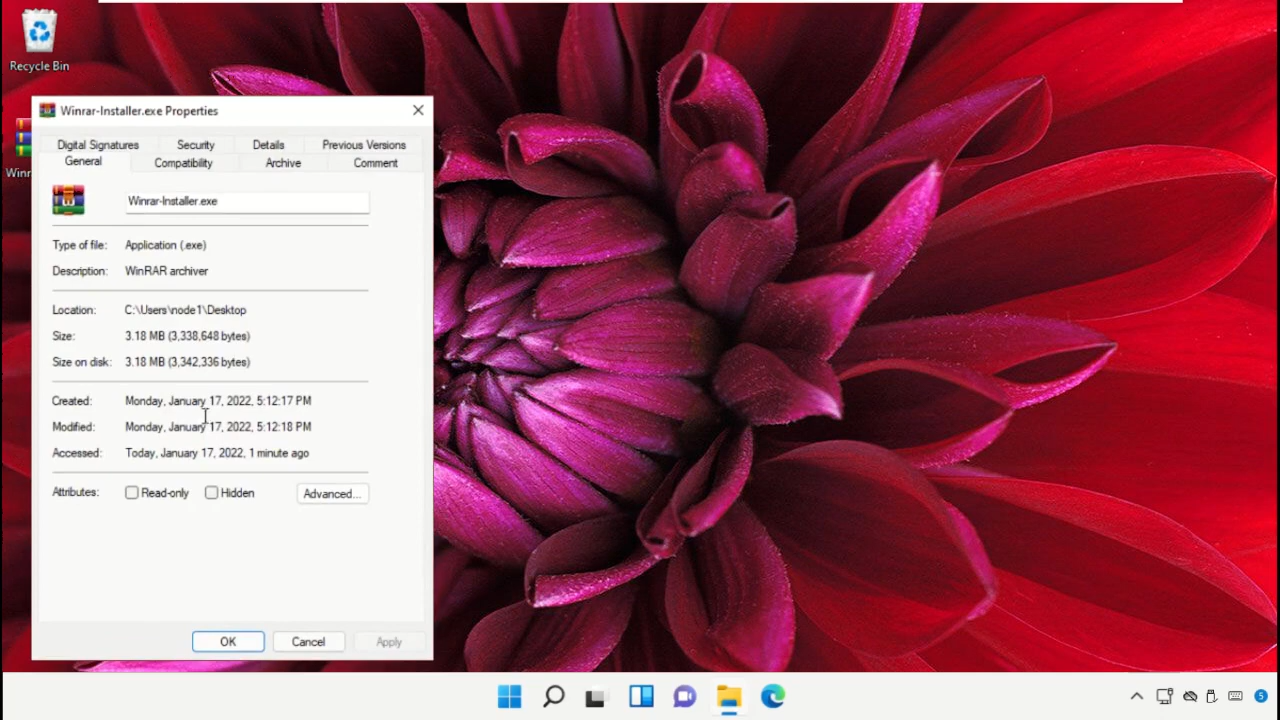 Recycle Bin
Winrar-Installer.exe Properties
Digital Signatures Security Details Previous Versions
General Compatibility Archive Comment
Winr
Winrar-Installer.exe
Type of file: Application (.exe)
Description: WinRAR archiver
Location: C:\Users\node1\Desktop
Size: 3.18 MB (3,338,648 bytes)
Size on disk: 3.18 MB (3,342,336 bytes)
Created: Monday, January 17, 2022, 5:12:17 PM
Modified: Monday, January 17, 2022, 5:12:18 PM
Accessed: Today, January 17, 2022, 1 minute ago
Attributes: Read-only Hidden Advanced...
OK Cancel Apply
5